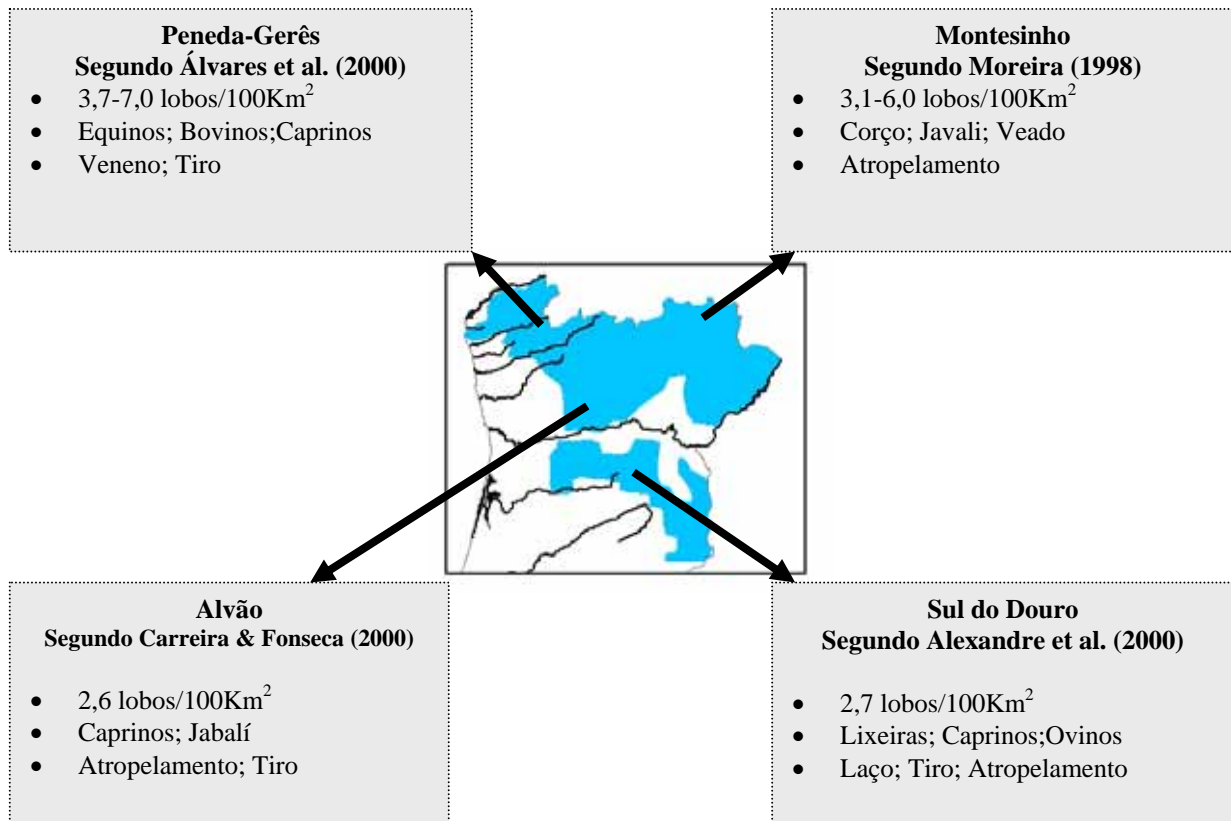 Peneda-Gerês
Segundo Álvares et al. (2000)
• 3,7-7,0 lobos/100Km²
• Equinos; Bovinos;Caprinos
• Veneno; Tiro
Montesinho
Segundo Moreira (1998)
• 3,1-6,0 lobos/100Km²
• Corço; Javali; Veado
• Atropelamento
Alvão
Segundo Carreira & Fonseca (2000)
• 2,6 lobos/100Km²
• Caprinos; Jabalí
• Atropelamento; Tiro
Sul do Douro
Segundo Alexandre et al. (2000)
• 2,7 lobos/100Km²
• Lixeiras; Caprinos;Ovinos
• Laço; Tiro; Atropelamento